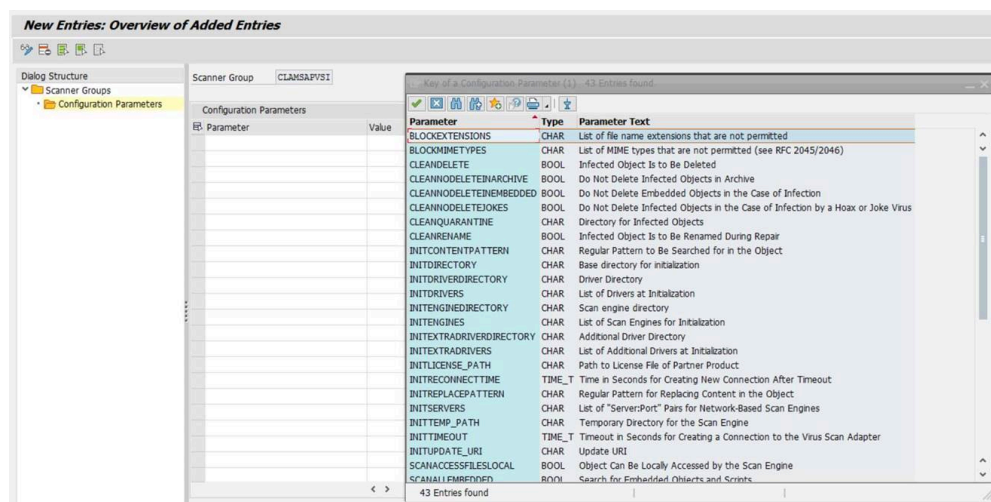 New Entries: Overview of Added Entries
Dialog Structure
Scanner Groups
Configuration Parameters
Scanner Group CLAMSAPVSI
Configuration Parameters
Parameter Value
Key of a Configuration Parameter (1) 43 Entries found
Parameter Type Parameter Text
BLOCKEXTENSIONS CHAR List of file name extensions that are not permitted
BLOCKMIMETYPES CHAR List of MIME types that are not permitted (see RFC 2045/2046)
CLEANDELETE BOOL Infected Object Is to Be Deleted
CLEANNODELETEINARCHIVE BOOL Do Not Delete Infected Objects in Archive
CLEANNODELETEINEMBEDDED BOOL Do Not Delete Embedded Objects in the Case of Infection
CLEANNODELETEJOKES BOOL Do Not Delete Infected Objects in the Case of Infection by a Hoax or Joke Virus
CLEANQUARANTINE CHAR Directory for Infected Objects
CLEANRENAME BOOL Infected Object Is to Be Renamed During Repair
INITCONTENTPATTERN CHAR Regular Pattern to Be Searched for in the Object
INITDIRECTORY CHAR Base directory for initialization
INITDRIVERDIRECTORY CHAR Driver Directory
INITDRIVERS CHAR List of Drivers at Initialization
INITENGINEDIRECTORY CHAR Scan engine directory
INITENGINES CHAR List of Scan Engines for Initialization
INITEXTRADRIVERDIRECTORY CHAR Additional Driver Directory
INITEXTRADRIVERS CHAR List of Additional Drivers at Initialization
INITLICENSE_PATH CHAR Path to License File of Partner Product
INITRECONNECTTIME TIME_T Time in Seconds for Creating New Connection After Timeout
INITREPLACEPATTERN CHAR Regular Pattern for Replacing Content in the Object
INITSERVERS CHAR List of "Server:Port" Pairs for Network-Based Scan Engines
INITTEMP_PATH CHAR Temporary Directory for the Scan Engine
INITTIMEOUT TIME_T Timeout in Seconds for Creating a Connection to the Virus Scan Adapter
INITUPDATE_URI CHAR Update URI
SCANACCESSFILESLOCAL BOOL Object Can Be Locally Accessed by the Scan Engine
SCANALLEMBEDDED BOOL Search for Embedded Objects and Scripts
43 Entries found